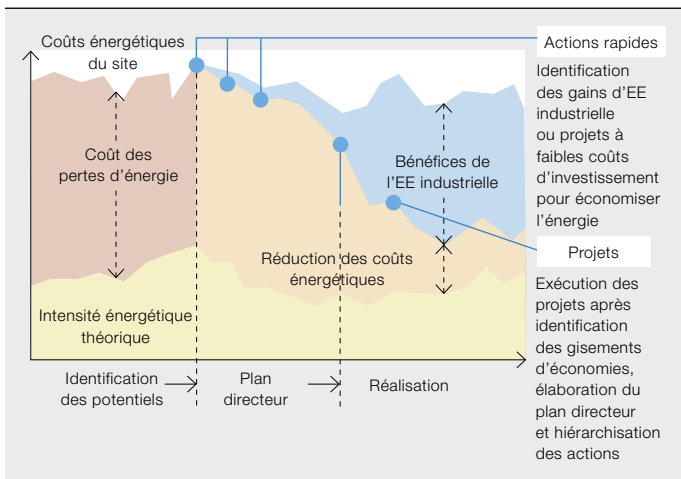 Coûts énergétiques
du site
Coût des
pertes d'énergie
Bénéfices de
l'EE industrielle
Réduction des coûts
énergétiques
Intensité énergétique
théorique
Identification
des potentiels
Plan
directeur
Réalisation
Actions rapides
Identification
des gains d'EE
industrielle
ou projets à
faibles coûts
d'investissement
pour économiser
l'énergie
Projets
Exécution des
projets après
identification
des gisements
d'économies,
élaboration du
plan directeur
et hiérarchisation
des actions